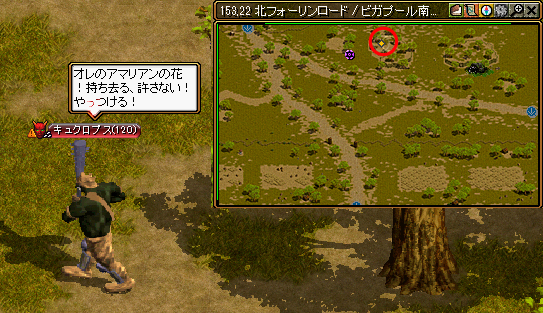 153,22 北フォーリンロード / ビガプール南...
オレのアマリアンの花
！持ち去る、許さない！
やっつける！
キュクロプス(120)